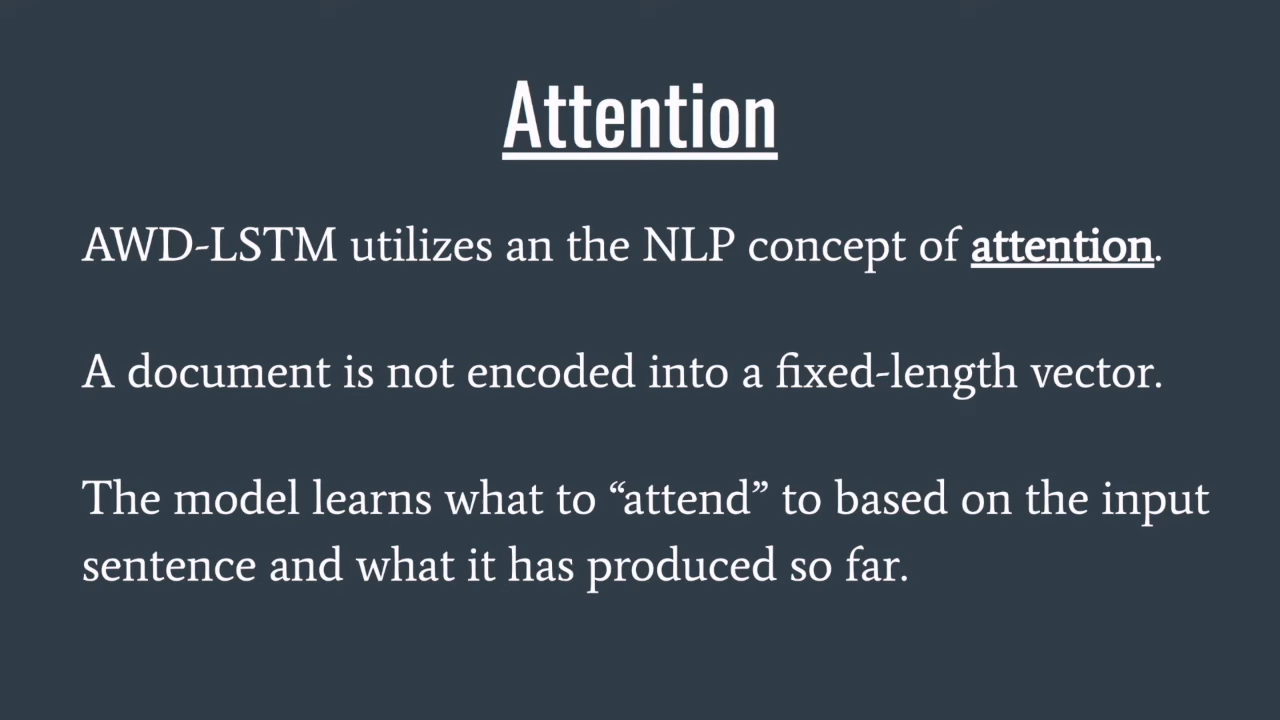 Attention
AWD-LSTM utilizes an the NLP concept of attention.
A document is not encoded into a fixed-length vector.
The model learns what to “attend” to based on the input
sentence and what it has produced so far.